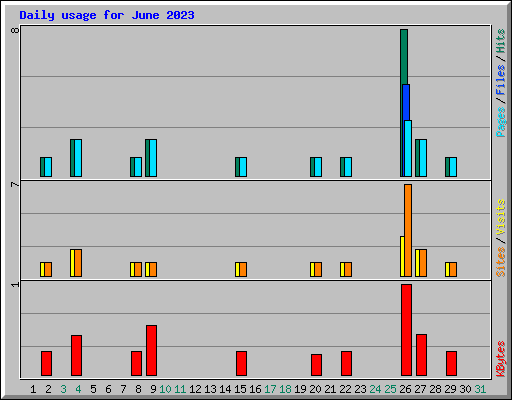 Daily usage for June 2023
8
Pages / Files / Hits
7
Sites / Visits
1
KBytes
1 2 3 4 5 6 7 8 9 10 11 12 13 14 15 16 17 18 19 20 21 22 23 24 25 26 27 28 29 30 31